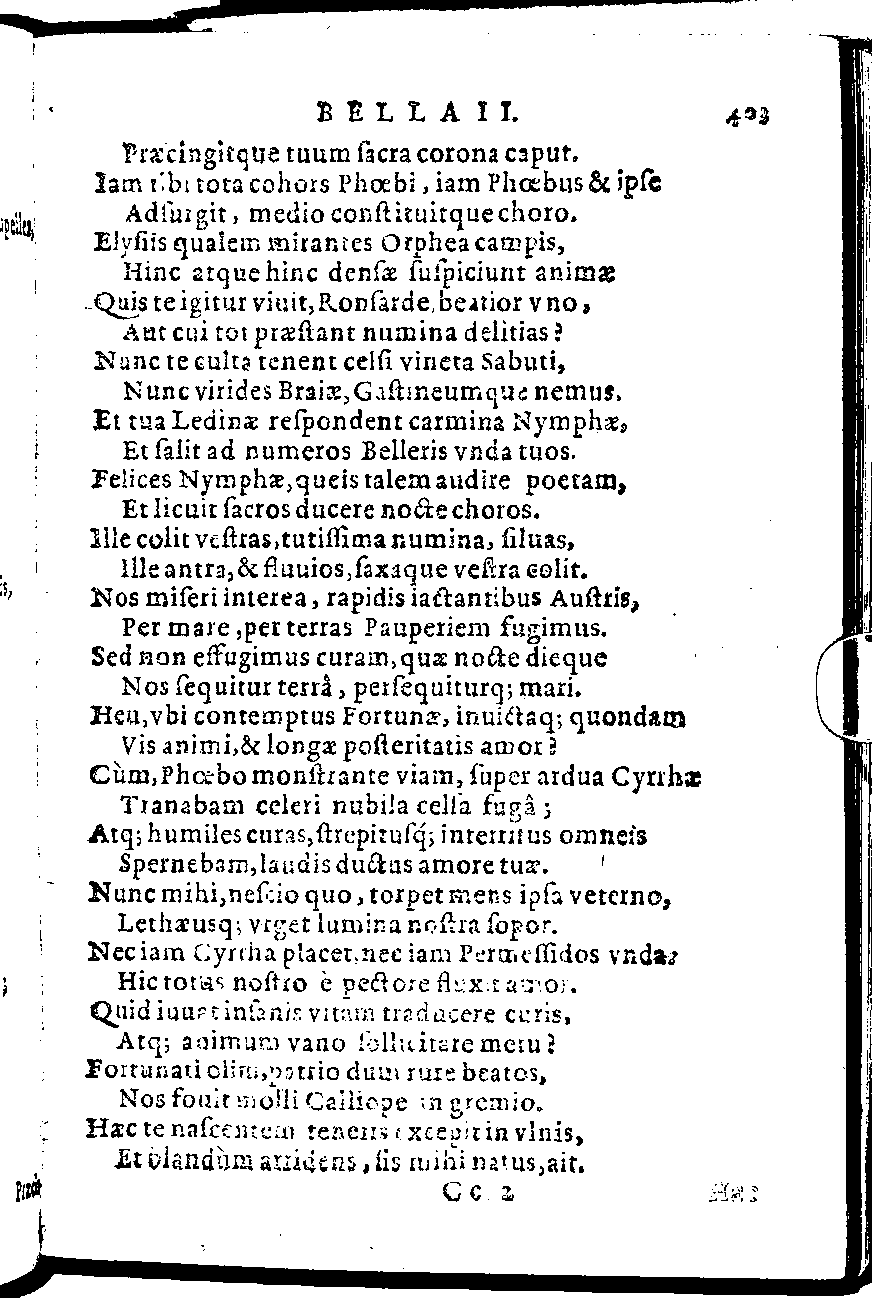 BELLAII. 403
Præcingitque tuum ſacra corona caput.
Iam tibi tota cohors Phœbi, iam Phœbus & ipſe
Adſurgit, medio conſtituitque choro.
Elyſiis qualem mirantes Orphea campis,
Hinc atque hinc denſæ ſuſpiciunt animæ
Quis te igitur viuit, Ronſarde, beatior vno,
Aut cui tot præſtant numina delitias?
Nunc te culta tenent celſi vineta Sabuti,
Nunc virides Braiæ, Gaſtineumque nemus.
Et tua Ledinæ reſpondent carmina Nymphæ,
Et ſalit ad numeros Belleris vnda tuos.
Felices Nymphæ, queis talem audire poetam,
Et licuit ſacros ducere nocte choros.
Ille colit veſtras, tutiſſima numina, ſiluas,
Ille antra, & fluuios, ſaxaque veſtra colit.
Nos miſeri interea, rapidis iactantibus Auſtris,
Per mare, per terras Pauperiem fugimus.
Sed non effugimus curam, quæ nocte dieque
Nos ſequitur terrâ, perſequiturq; mari.
Heu, vbi contemptus Fortunæ, inuictaq; quondam
Vis animi, & longæ poſteritatis amor?
Cùm, Phœbo monſtrante viam, ſuper ardua Cyrrhæ
Tranabam celeri nubila celſa fugâ;
Atq; humiles curas, ſtrepituſq́; interritus omneis
Spernebam, laudis ductus amore tuæ.
Nunc mihi, neſcio quo, torpet mens ipſa veterno,
Lethæusq; vrget lumina noſtra ſopor.
Nec iam Cyrrha placet, nec iam Permeſſidos vnda,
Hic totus noſtro è pectore fluxit amor.
Quid iuuat inſanis vitam traducere curis,
Atq; animum vano ſollicitare metu?
Fortunati olim, patrio dum rure beatos,
Nos fouit molli Calliope in gremio.
Hæc te naſcentem teneris excepit in vlnis,
Et blandùm arridens, ſis mihi natus, ait.
Cc 2